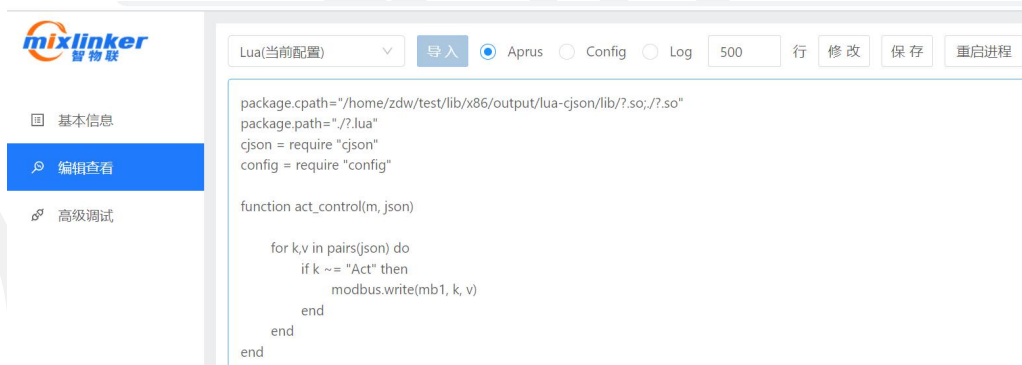 mixlinker
智物联
Lua(当前配置)
导入
Aprus
Config
Log
500
行
修改
保存
重启进程
基本信息
编辑查看
高级调试
package.cpath="/home/zdw/test/lib/x86/output/lua-cjson/lib/?.so;./?.so"
package.path="./?.lua"
cjson = require "cjson"
config = require "config"
function act_control(m, json)
for k,v in pairs(json) do
if k ~= "Act" then
modbus.write(mb1, k, v)
end
end
end